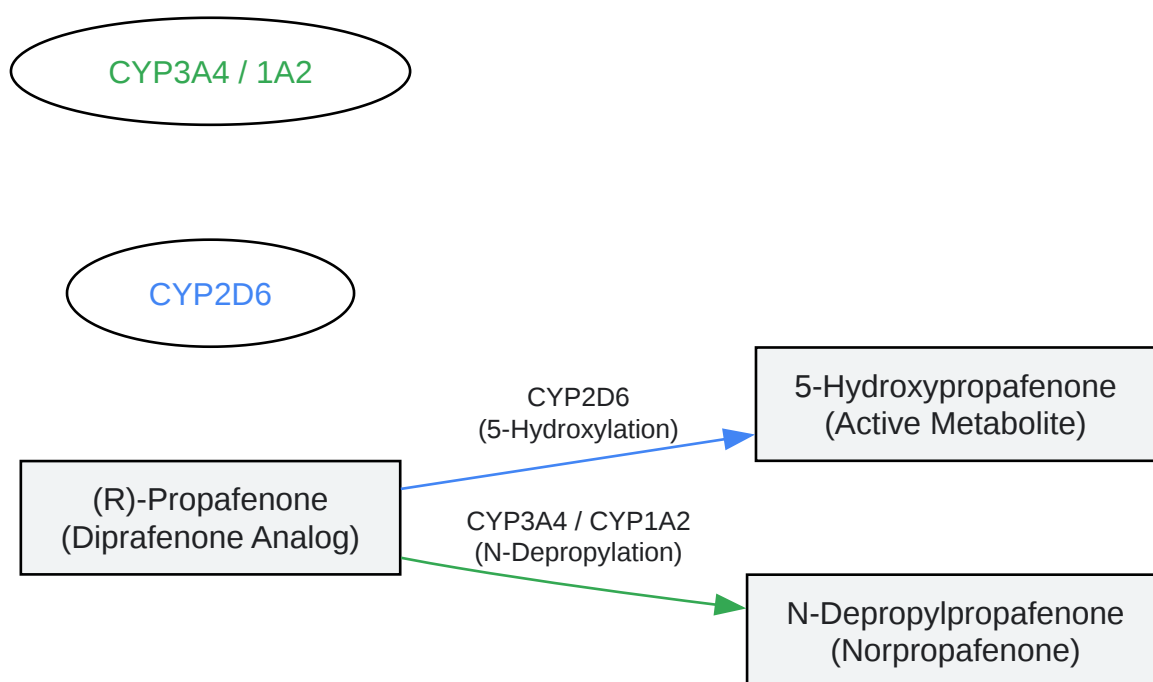 CYP3A4 / 1A2
CYP2D6
5-Hydroxypropafenone
(Active Metabolite)
CYP2D6
(5-Hydroxylation)
(R)-Propafenone
(Diprafenone Analog)
CYP3A4 / CYP1A2
(N-Depropylation)
N-Depropylpropafenone
(Norpropafenone)